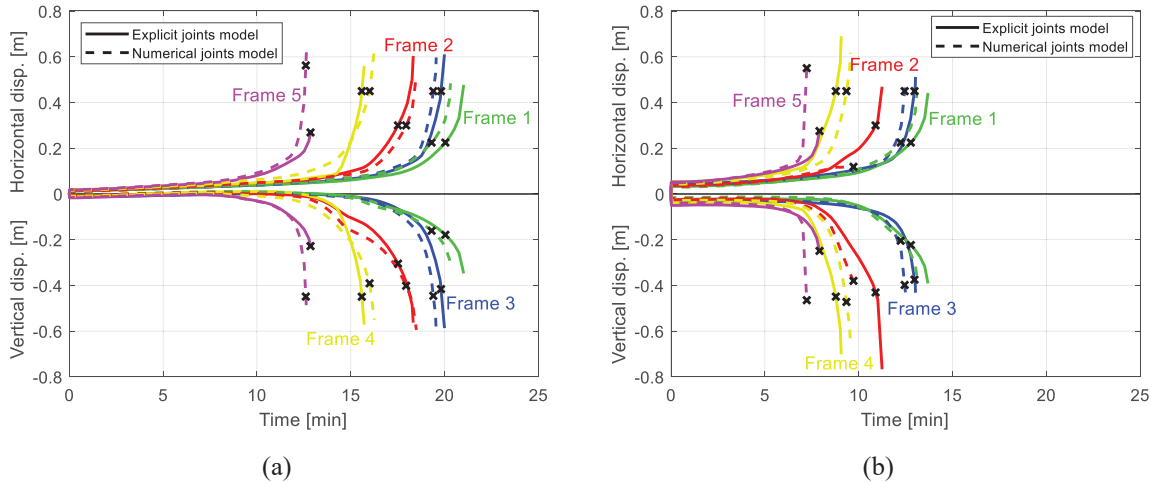 Explicit joints model
Numerical joints model
Frame 2
Frame 5
Frame 1
Frame 3
Frame 4
Horizontal disp. [m]
Vertical disp. [m]
0.8
0.6
0.4
0.2
0
-0.2
-0.4
-0.6
-0.8
0 5 10 15 20 25
Time [min]
(a)
Explicit joints model
Numerical joints model
Frame 2
Frame 5
Frame 1
Frame 3
Frame 4
Horizontal disp. [m]
Vertical disp. [m]
0.8
0.6
0.4
0.2
0
-0.2
-0.4
-0.6
-0.8
0 5 10 15 20 25
Time [min]
(b)